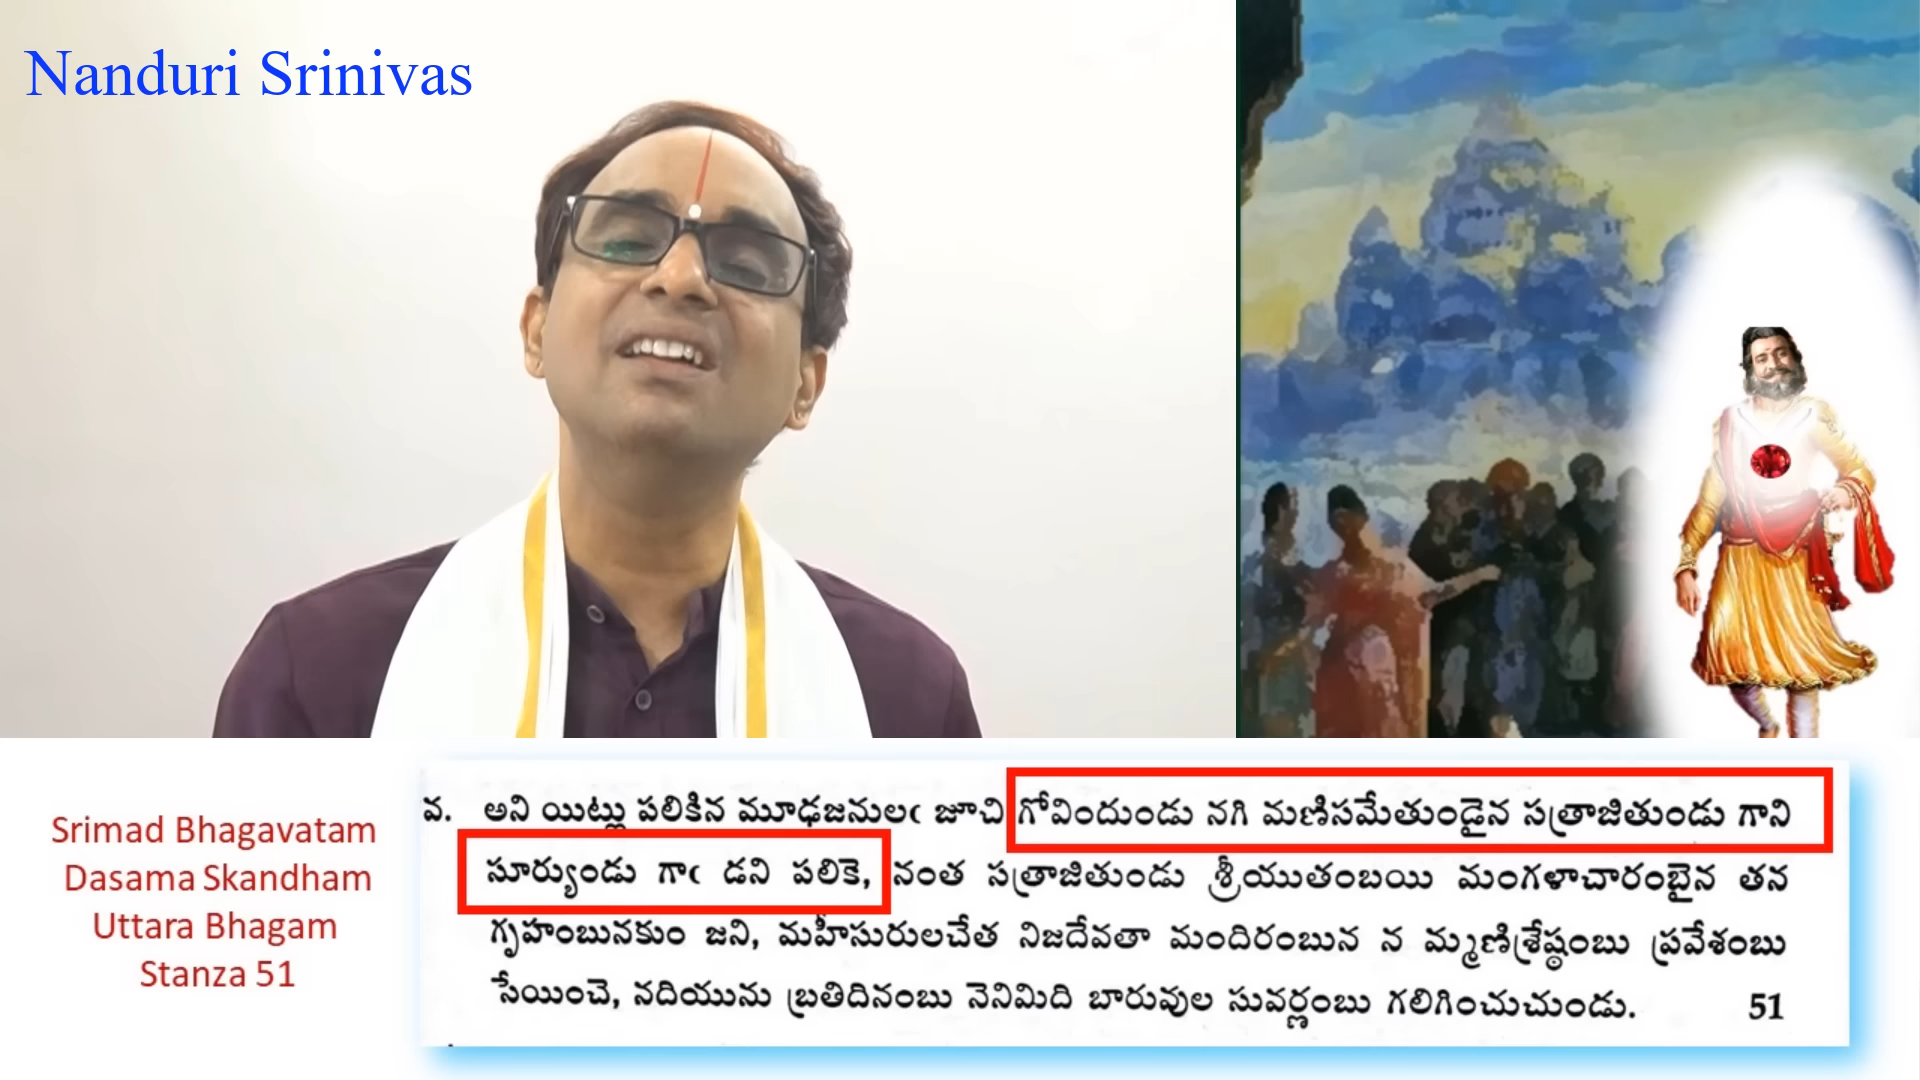 Nanduri Srinivas
Srimad Bhagavatam
Dasama Skandham
Uttara Bhagam
Stanza 51
వ. అని యిట్లు పలికిన మూఢజనులఁ జూచి గోవిందుండు నగి మణిసమేతుండైన సత్రాజితుండు గాని
సూర్యుండు గాఁ డని పలికె, నంత సత్రాజితుండు శ్రీయుతంబయి మంగళాచారంబైన తన
గృహంబునకుం జని, మహీసురులచేత నిజదేవతా మందిరంబున న మ్మణిశ్రేష్ఠంబు ప్రవేశంబు
సేయించె, నదియును బ్రతిదినంబు నెనిమిది బారువుల సువర్ణంబు గలిగించుచుండు. 51